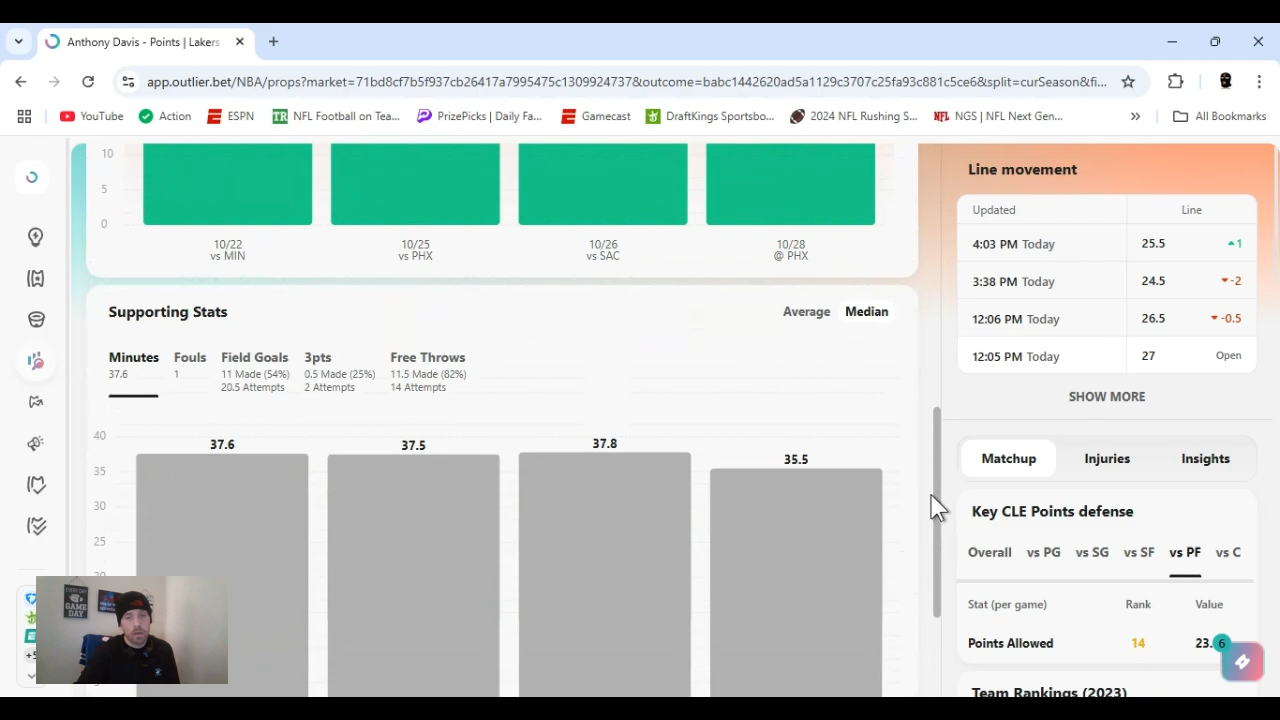 Anthony Davis - Points | Lakers
app.outlier.bet/NBA/props?market=71bd8cf7b5f937cb26417a7995475c1309924737&outcome=babc1442620ad5a1129c3707c25fa93c881c5ce6&split=curSeason&fi...
YouTube Action ESPN NFL Football on Tea... PrizePicks | Daily Fa... Gamecast DraftKings Sportsbo... 2024 NFL Rushing S... NGS | NFL Next Gen... » All Bookmarks
10
5
0
10/22 10/25 10/26 10/28
vs MIN vs PHX vs SAC @ PHX
Supporting Stats Average Median
Minutes Fouls Field Goals 3pts Free Throws
37.6 1 11 Made (54%) 0.5 Made (25%) 11.5 Made (82%)
20.5 Attempts 2 Attempts 14 Attempts
40
37.6 37.5 37.8 35.5
35
30
25
20
EVERY DAY
GAME
DAY
Line movement
Updated Line
4:03 PM Today 25.5 1
3:38 PM Today 24.5 -2
12:06 PM Today 26.5 -0.5
12:05 PM Today 27 Open
SHOW MORE
Matchup Injuries Insights
Key CLE Points defense
Overall vs PG vs SG vs SF vs PF vs C
Stat (per game) Rank Value
Points Allowed 14 23.
6
Team Rankings (2023)